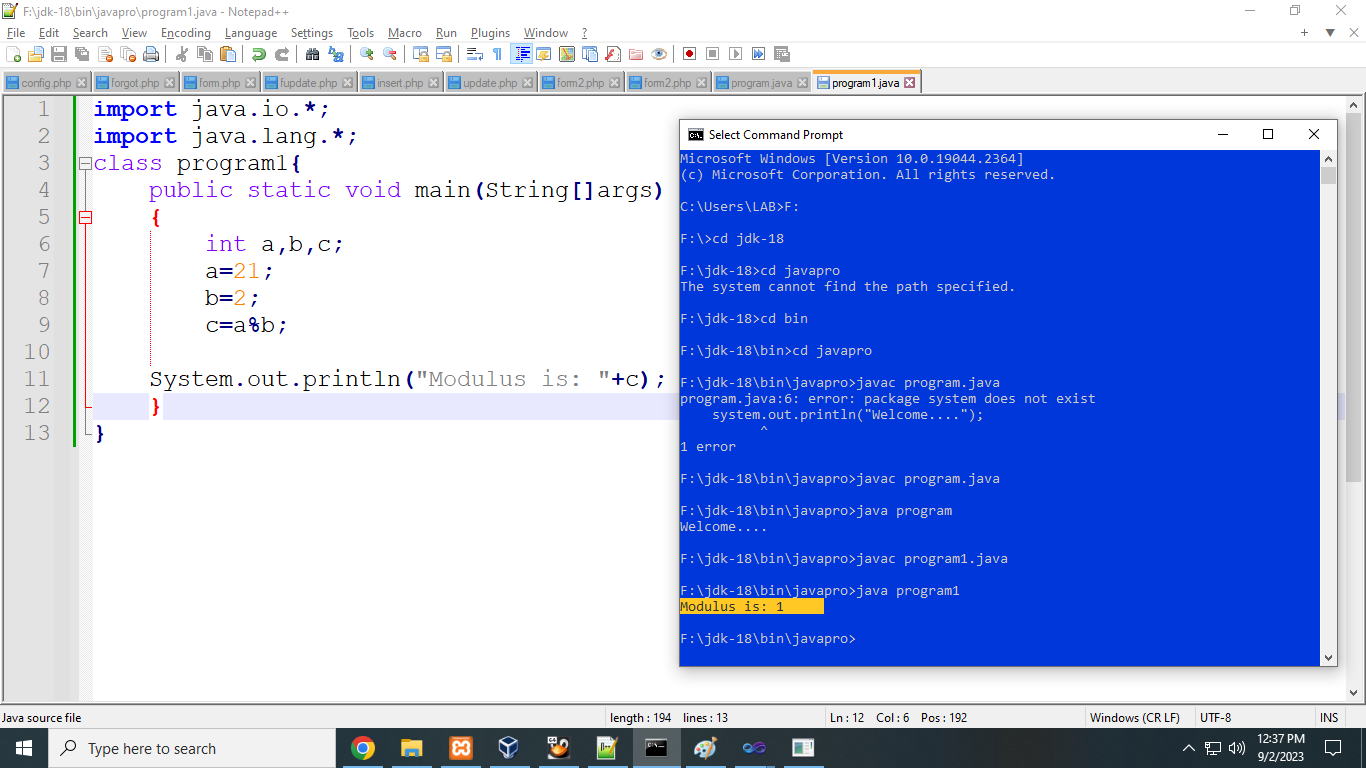 F:\jdk-18\bin\javapro\program1.java - Notepad++
File Edit Search View Encoding Language Settings Tools Macro Run Plugins Window ?
config.php forgot.php form.php fupdate.php insert.php update.php form2.php form2.php program.java program1.java
1 import java.io.*;
2 import java.lang.*;
3 class program1{
4 public static void main(String[]args)
5 {
6 int a,b,c;
7 a=21;
8 b=2;
9 c=a%b;
10
11 System.out.println("Modulus is: "+c);
12 }
13 }
Select Command Prompt
Microsoft Windows [Version 10.0.19044.2364]
(c) Microsoft Corporation. All rights reserved.
C:\Users\LAB>F:
F:\>cd jdk-18
F:\jdk-18>cd javapro
The system cannot find the path specified.
F:\jdk-18>cd bin
F:\jdk-18\bin>cd javapro
F:\jdk-18\bin\javapro>javac program.java
program.java:6: error: package system does not exist
system.out.println("Welcome....");
^
1 error
F:\jdk-18\bin\javapro>javac program.java
F:\jdk-18\bin\javapro>java program
Welcome....
F:\jdk-18\bin\javapro>javac program1.java
F:\jdk-18\bin\javapro>java program1
Modulus is: 1
F:\jdk-18\bin\javapro>
Java source file length : 194 lines : 13 Ln : 12 Col : 6 Pos : 192 Windows (CR LF) UTF-8 INS
Type here to search
12:37 PM
9/2/2023